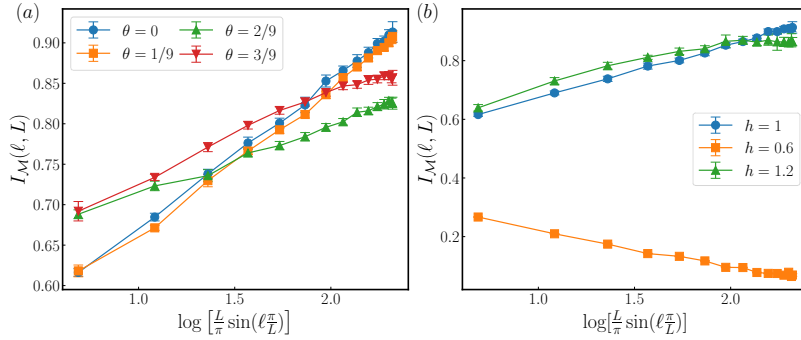 (a)
θ = 0
θ = 1/9
θ = 2/9
θ = 3/9
0.90
0.85
0.80
0.75
0.70
0.65
0.60
I_M(ℓ, L)
1.0
1.5
2.0
log [L/π sin(ℓ π/L)]
(b)
h = 1
h = 0.6
h = 1.2
0.8
0.6
0.4
0.2
I_M(ℓ, L)
1.0
1.5
2.0
log[L/π sin(ℓ π/L)]